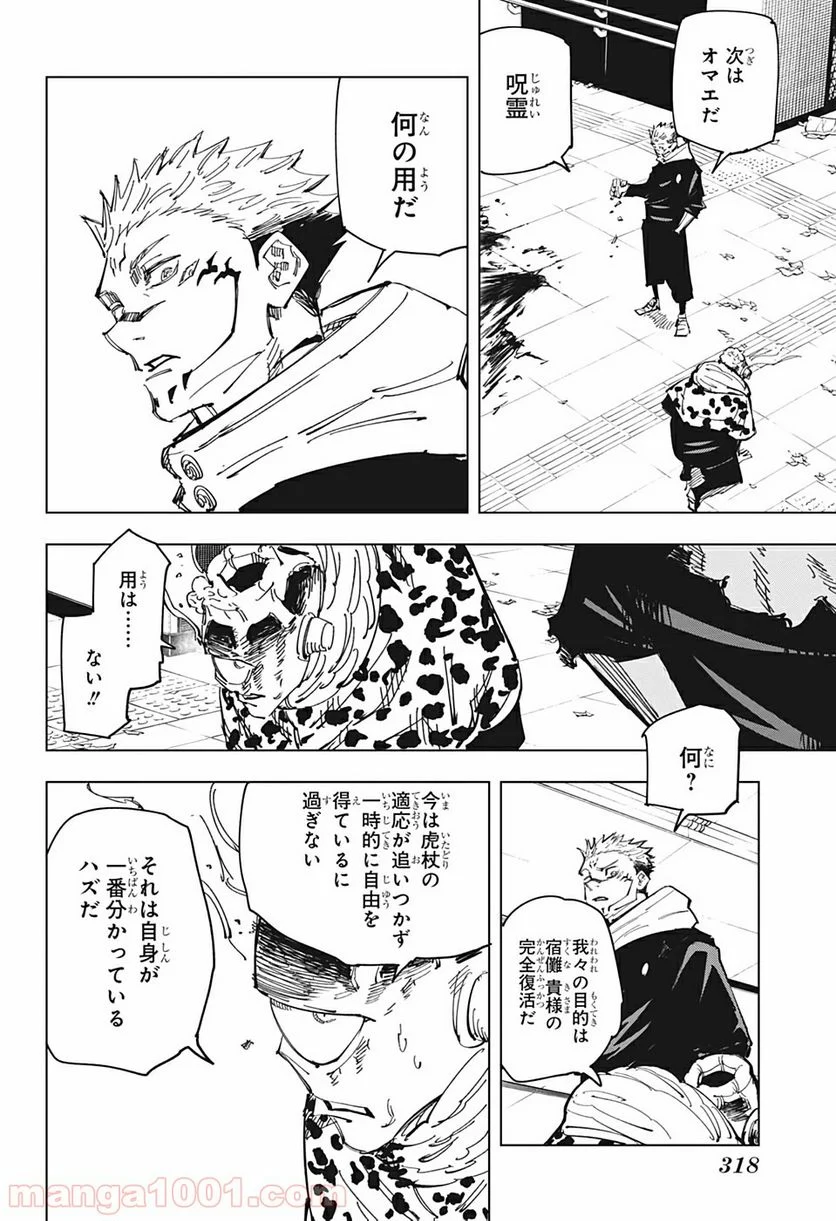 次は
オマエだ
呪霊
何の用だ
用は……
ない!!
何?
我々の目的は
宿儺 貴様の
完全復活だ
今は虎杖の
適応が追いつかず
一時的に自由を
得ているに
過ぎない
それは自身が
一番分かっている
ハズだ
318
manga1001.com